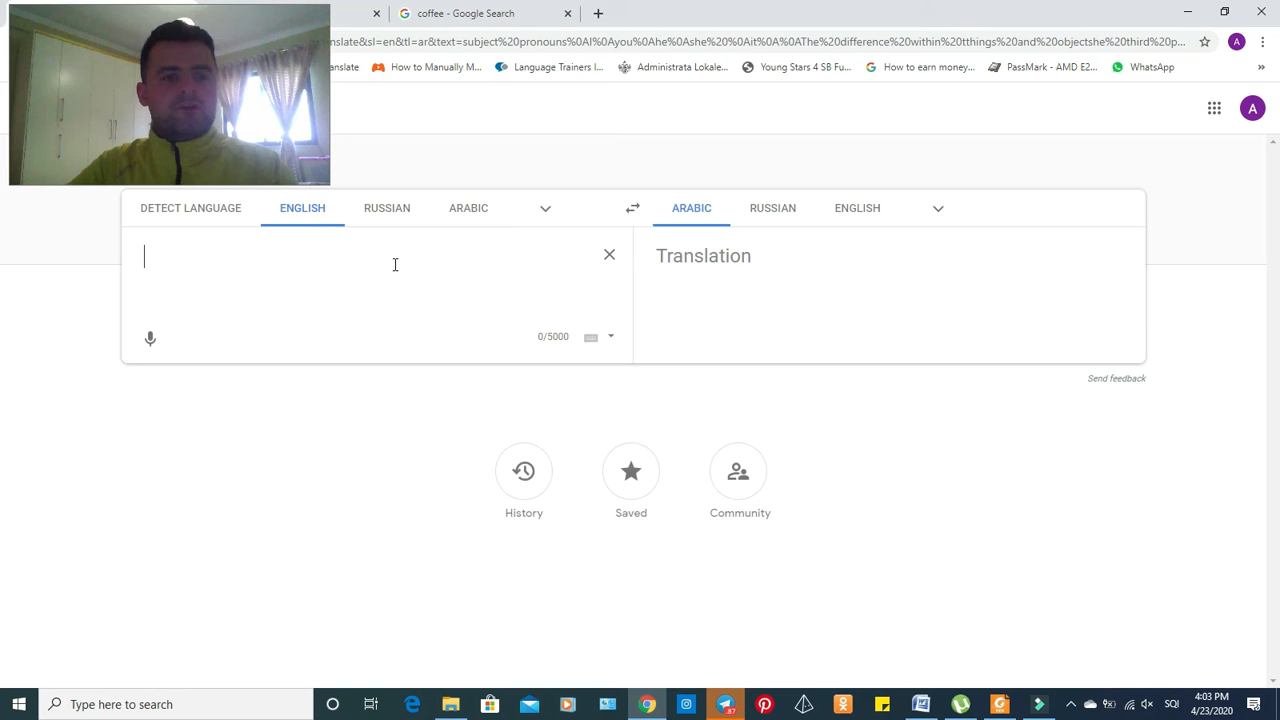 coffee - Google Search
nslate&sl=en&tl=ar&text=subject%20pronouns%0AI%0Ayou%0Ahe%0Ashe%20%0Ait%0A%0AThe%20difference%20within%20tthings%20and%20objectshe%20third%20p...
anslate
How to Manually M...
Language Trainers I...
Administrata Lokale...
Young Stars 4 SB Fu...
How to earn money...
PassMark - AMD E2...
WhatsApp
»
A
A
DETECT LANGUAGE ENGLISH RUSSIAN ARABIC
ARABIC RUSSIAN ENGLISH
Translation
0/5000
Send feedback
History Saved Community
Type here to search
87
SQI
4:03 PM
4/23/2020